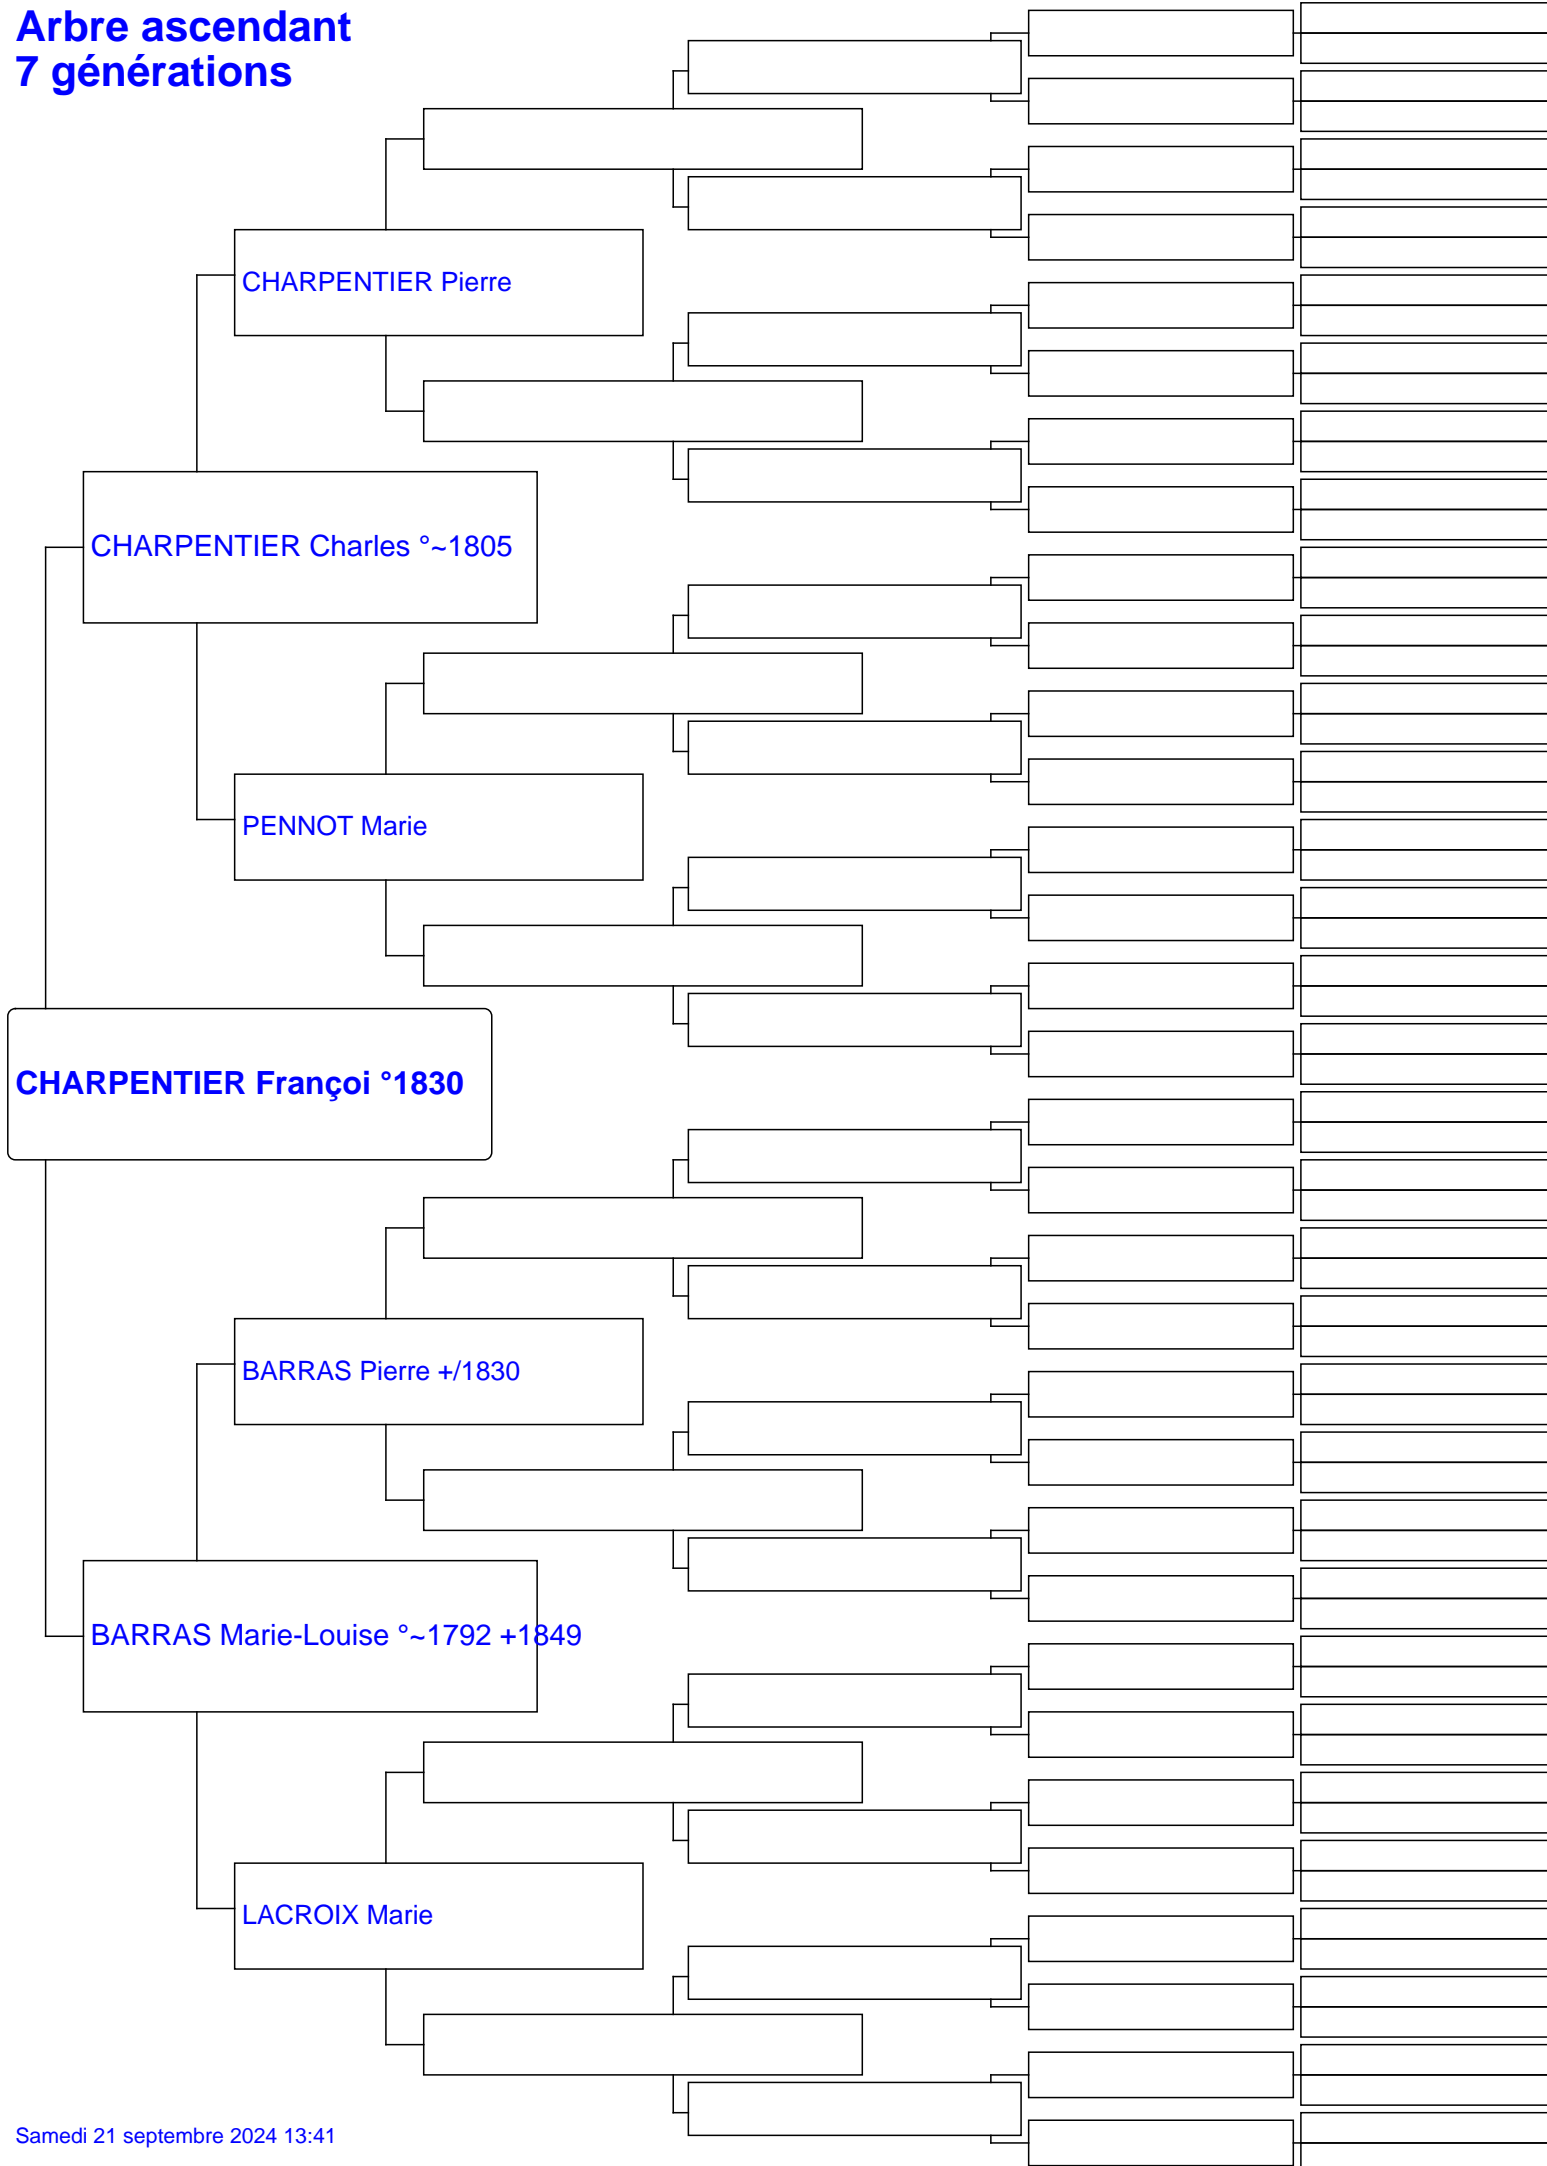 Arbre ascendant
7 générations
CHARPENTIER Pierre
CHARPENTIER Charles °~1805
PENNOT Marie
CHARPENTIER Françoi °1830
BARRAS Pierre +/1830
BARRAS Marie-Louise °~1792 +1849
LACROIX Marie
Samedi 21 septembre 2024 13:41